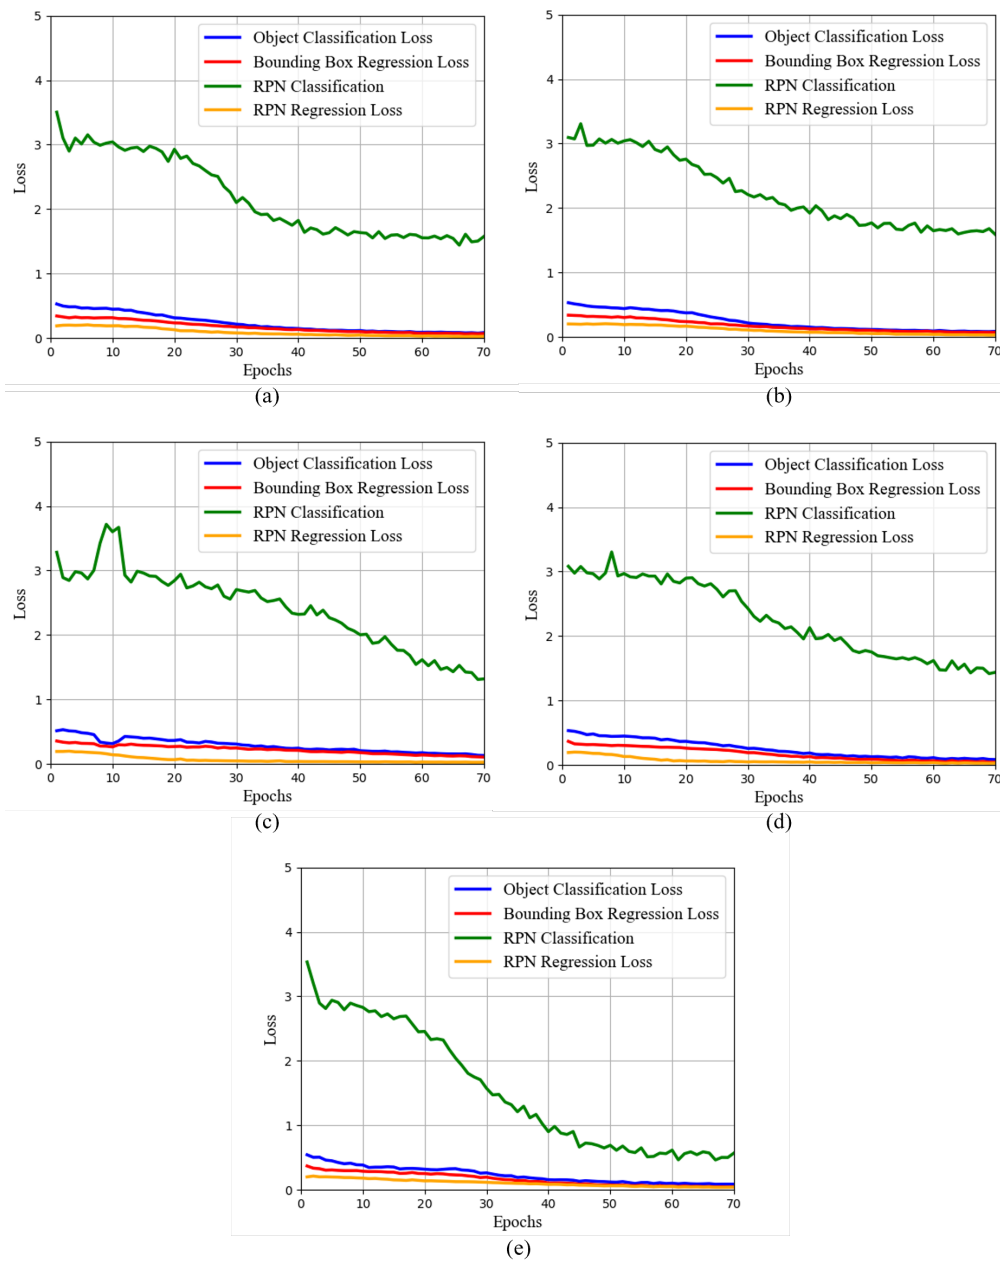 5
4
3
2
1
0
Loss
0 10 20 30 40 50 60 70
Epochs
Object Classification Loss
Bounding Box Regression Loss
RPN Classification
RPN Regression Loss
(a)
5
4
3
2
1
0
Loss
0 10 20 30 40 50 60 70
Epochs
Object Classification Loss
Bounding Box Regression Loss
RPN Classification
RPN Regression Loss
(b)
5
4
3
2
1
0
Loss
0 10 20 30 40 50 60 70
Epochs
Object Classification Loss
Bounding Box Regression Loss
RPN Classification
RPN Regression Loss
(c)
5
4
3
2
1
0
Loss
0 10 20 30 40 50 60 70
Epochs
Object Classification Loss
Bounding Box Regression Loss
RPN Classification
RPN Regression Loss
(d)
5
4
3
2
1
0
Loss
0 10 20 30 40 50 60 70
Epochs
Object Classification Loss
Bounding Box Regression Loss
RPN Classification
RPN Regression Loss
(e)